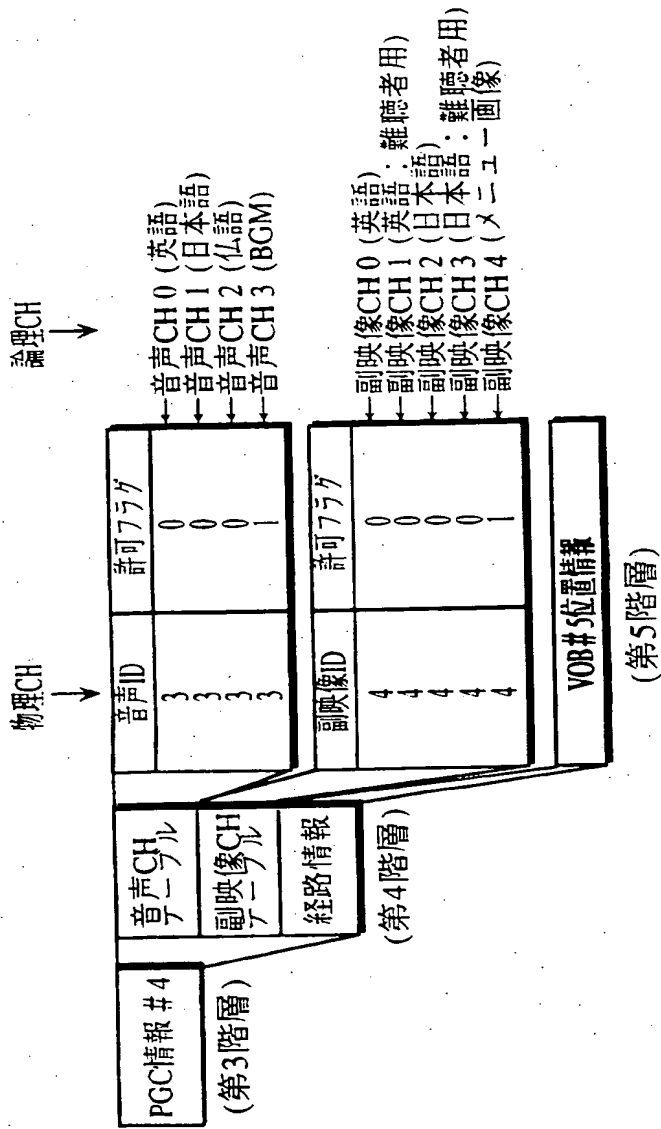 物理CH
論理CH
PGC情報#4
(第3階層)
音声CH
テーブル
副映像CH
テーブル
経路情報
(第4階層)
音声ID 許可フラグ
3 0 音声CH0(英語)
3 0 音声CH1(日本語)
3 0 音声CH2(仏語)
3 1 音声CH3(BGM)
副映像ID 許可フラグ
4 0 副映像CH0(英語)
4 0 副映像CH1(英語:難聴者用)
4 0 副映像CH2(日本語)
4 0 副映像CH3(日本語:難聴者用)
4 1 副映像CH4(メニュー画像)
VOB#5位置情報
(第5階層)